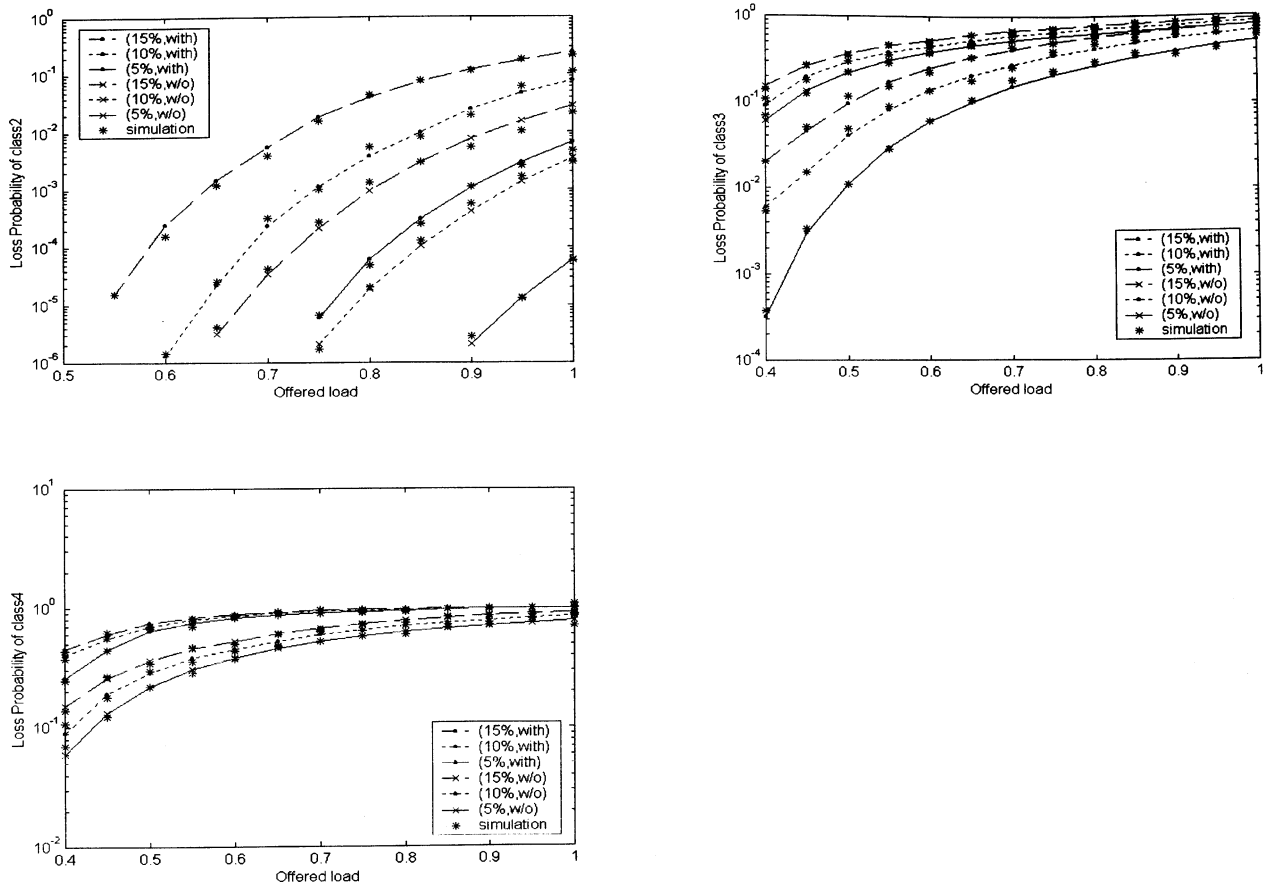 10^0
10^-1
10^-2
10^-3
10^-4
10^-5
10^-6
Loss Probability of class2
(15%,with)
(10%,with)
(5%,with)
(15%,w/o)
(10%,w/o)
(5%,w/o)
simulation
0.5 0.6 0.7 0.8 0.9 1
Offered load
10^0
10^-1
10^-2
10^-3
10^-4
Loss Probability of class3
(15%,with)
(10%,with)
(5%,with)
(15%,w/o)
(10%,w/o)
(5%,w/o)
simulation
0.4 0.5 0.6 0.7 0.8 0.9 1
Offered load
10^1
10^0
10^-1
10^-2
Loss Probability of class4
(15%,with)
(10%,with)
(5%,with)
(15%,w/o)
(10%,w/o)
(5%,w/o)
simulation
0.4 0.5 0.6 0.7 0.8 0.9 1
Offered load